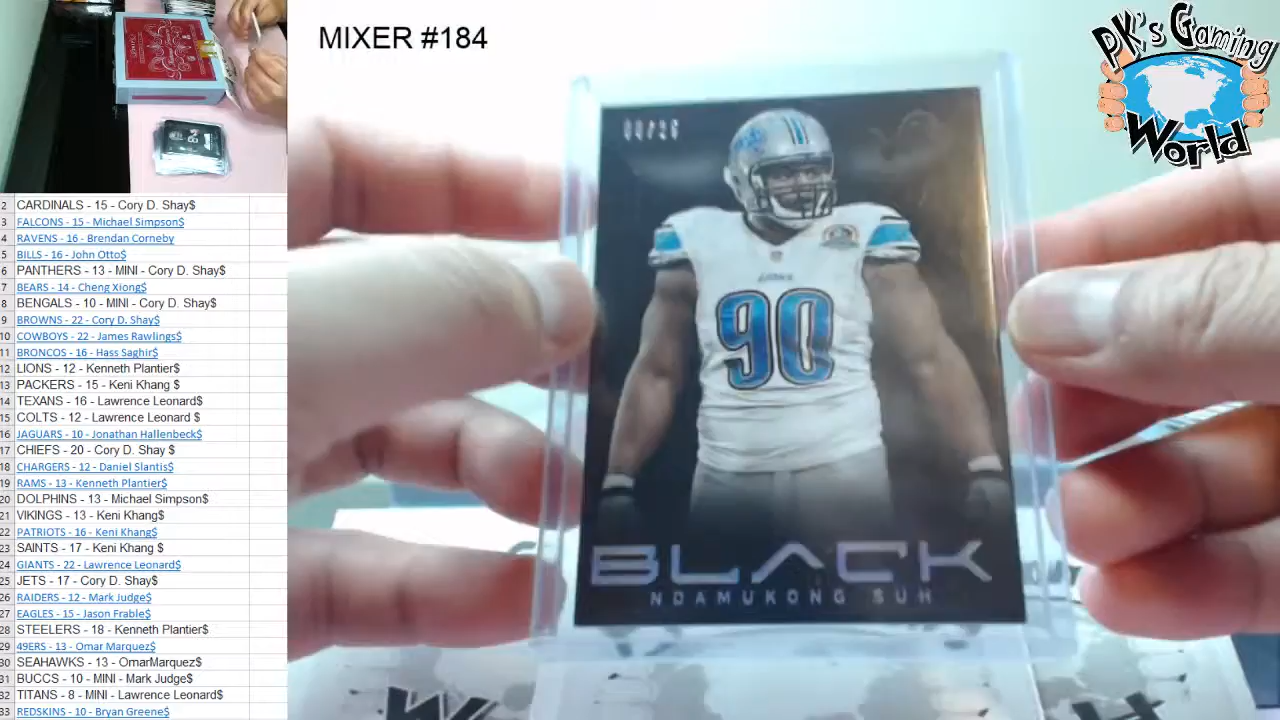 MIXER #184
PK's Gaming
World
2 CARDINALS - 15 - Cory D. Shay$
3 FALCONS - 15 - Michael Simpson$
4 RAVENS - 16 - Brendan Corneby
5 BILLS - 16 - John Otto$
6 PANTHERS - 13 - MINI - Cory D. Shay$
7 BEARS - 14 - Cheng Xiong$
8 BENGALS - 10 - MINI - Cory D. Shay$
9 BROWNS - 22 - Cory D. Shay$
10 COWBOYS - 22 - James Rawlings$
11 BRONCOS - 16 - Hass Saghir$
12 LIONS - 12 - Kenneth Plantier$
13 PACKERS - 15 - Keni Khang $
14 TEXANS - 16 - Lawrence Leonard$
15 COLTS - 12 - Lawrence Leonard $
16 JAGUARS - 10 - Jonathan Hallenbeck$
17 CHIEFS - 20 - Cory D. Shay $
18 CHARGERS - 12 - Daniel Slantis$
19 RAMS - 13 - Kenneth Plantier$
20 DOLPHINS - 13 - Michael Simpson$
21 VIKINGS - 13 - Keni Khang$
22 PATRIOTS - 16 - Keni Khang$
23 SAINTS - 17 - Keni Khang $
24 GIANTS - 22 - Lawrence Leonard$
25 JETS - 17 - Cory D. Shay$
26 RAIDERS - 12 - Mark Judge$
27 EAGLES - 15 - Jason Frable$
28 STEELERS - 18 - Kenneth Plantier$
29 49ERS - 13 - Omar Marquez$
30 SEAHAWKS - 13 - OmarMarquez$
31 BUCCS - 10 - MINI - Mark Judge$
32 TITANS - 8 - MINI - Lawrence Leonard$
33 REDSKINS - 10 - Bryan Greene$
LIONS
90
BLACK
NDAMUKONG SUH